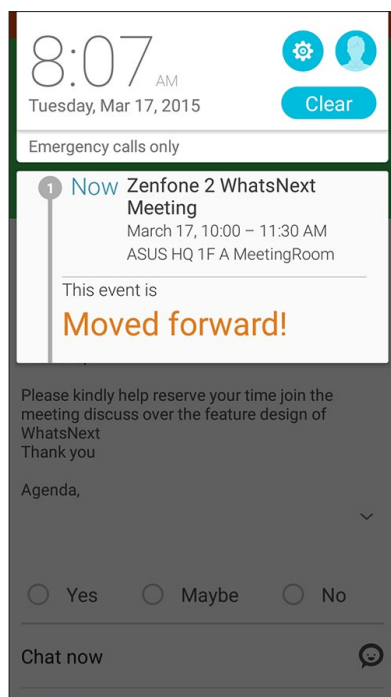 8:07 AM
Tuesday, Mar 17, 2015
Clear
Emergency calls only
1 Now Zenfone 2 WhatsNext
Meeting
March 17, 10:00 – 11:30 AM
ASUS HQ 1F A MeetingRoom
This event is
Moved forward!
Please kindly help reserve your time join the
meeting discuss over the feature design of
WhatsNext
Thank you
Agenda,
Yes Maybe No
Chat now